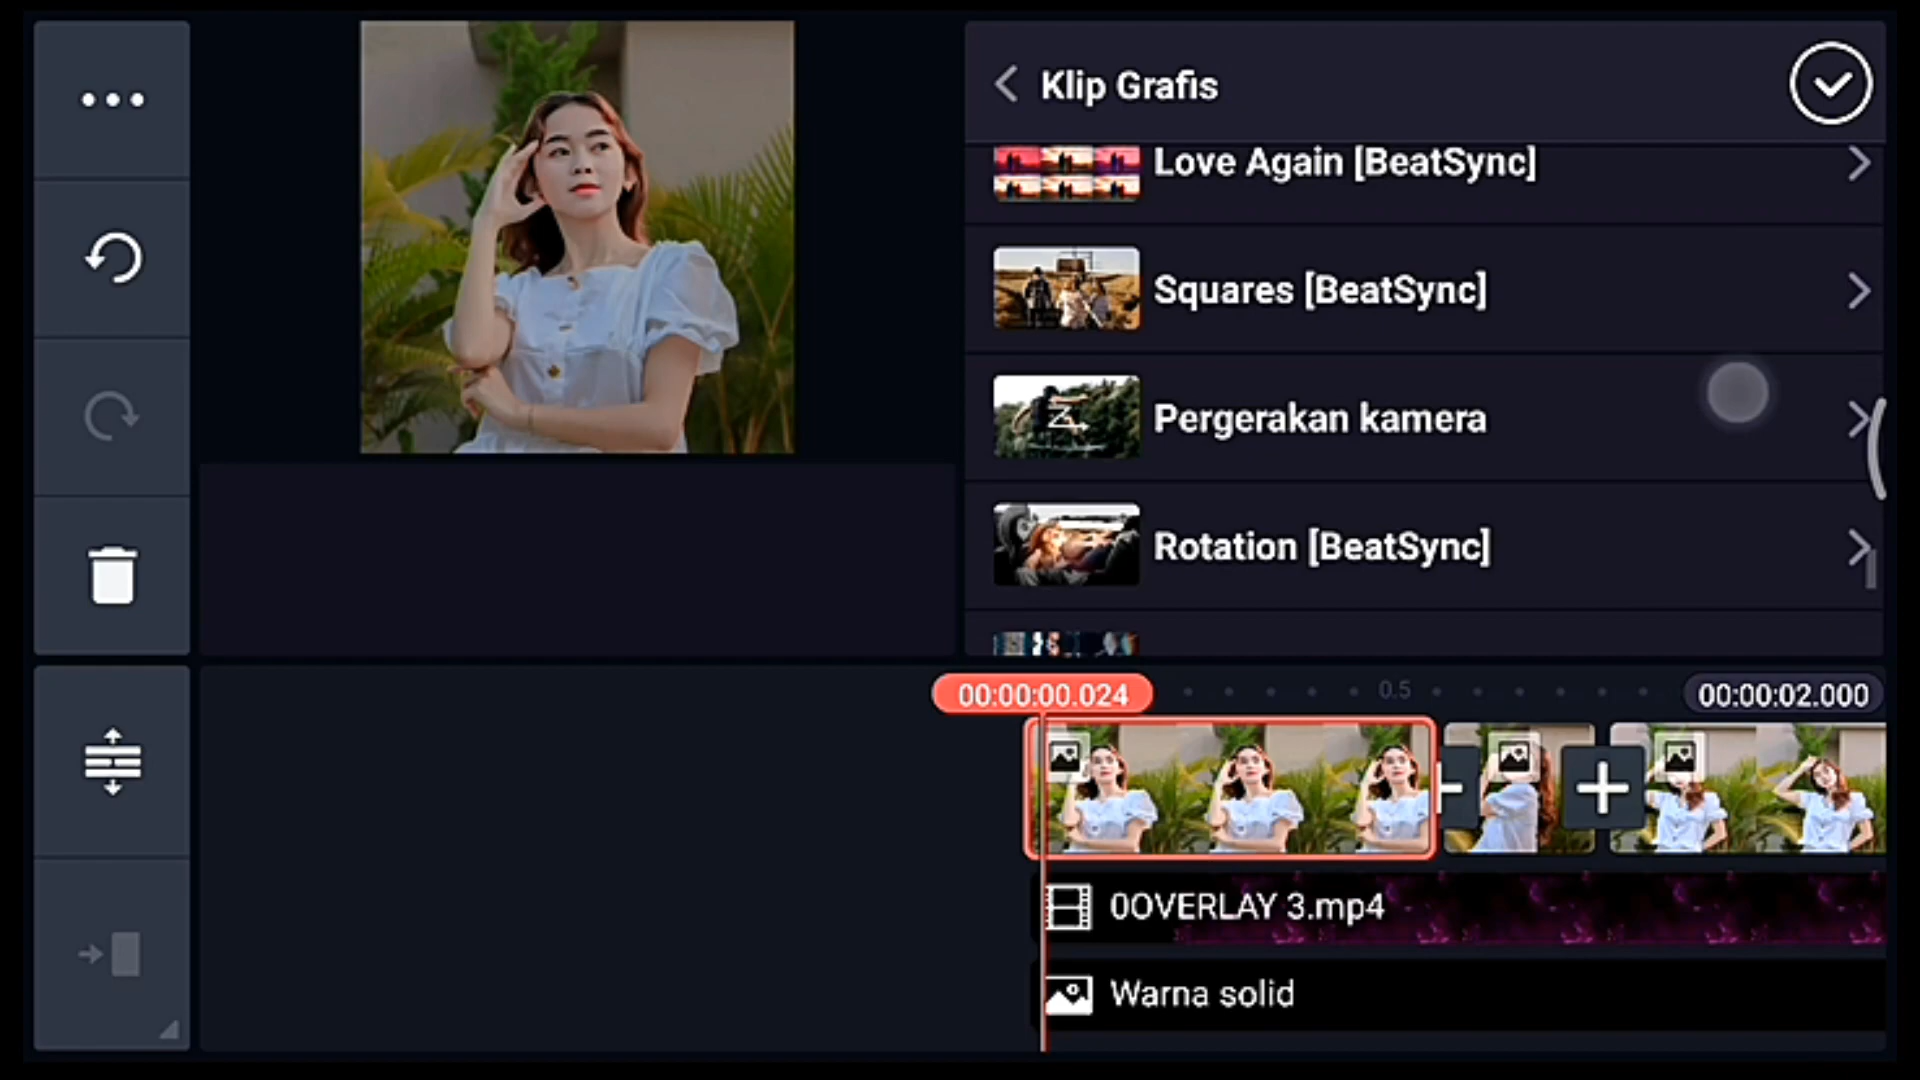 Klip Grafis
Love Again [BeatSync]
Squares [BeatSync]
Pergerakan kamera
Rotation [BeatSync]
00:00:00.024
0.5
00:00:02.000
0OVERLAY 3.mp4
Warna solid